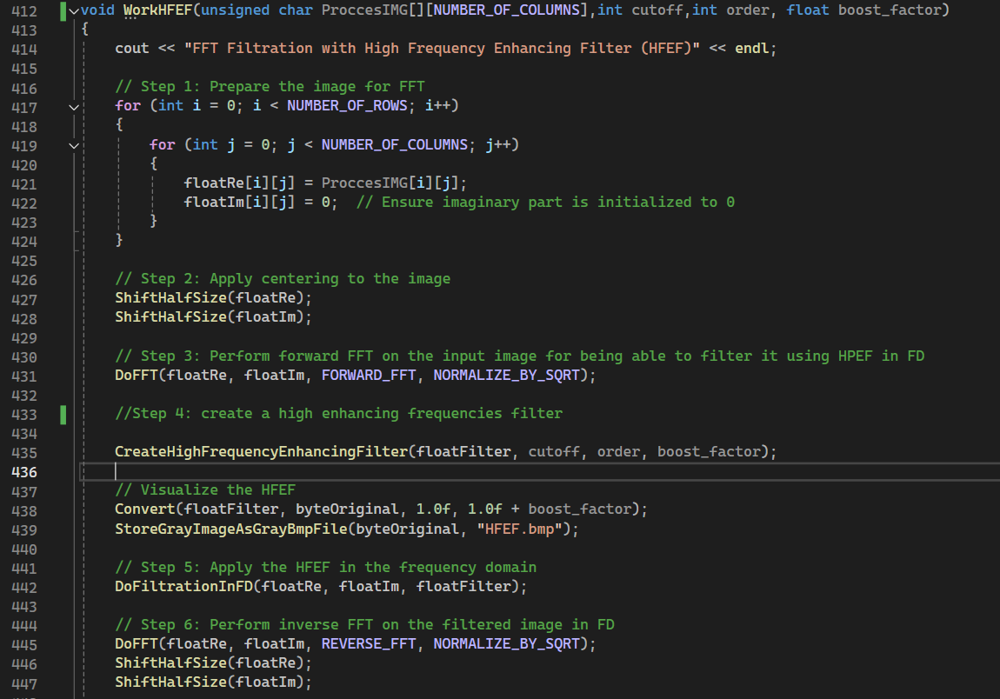 412 void WorkHFEF(unsigned char ProccesIMG[][NUMBER_OF_COLUMNS],int cutoff,int order, float boost_factor)
413 {
414     cout << "FFT Filtration with High Frequency Enhancing Filter (HFEF)" << endl;
415
416     // Step 1: Prepare the image for FFT
417     for (int i = 0; i < NUMBER_OF_ROWS; i++)
418     {
419         for (int j = 0; j < NUMBER_OF_COLUMNS; j++)
420         {
421             floatRe[i][j] = ProccesIMG[i][j];
422             floatIm[i][j] = 0;  // Ensure imaginary part is initialized to 0
423         }
424     }
425
426     // Step 2: Apply centering to the image
427     ShiftHalfSize(floatRe);
428     ShiftHalfSize(floatIm);
429
430     // Step 3: Perform forward FFT on the input image for being able to filter it using HPEF in FD
431     DoFFT(floatRe, floatIm, FORWARD_FFT, NORMALIZE_BY_SQRT);
432
433     //Step 4: create a high enhancing frequencies filter
434
435     CreateHighFrequencyEnhancingFilter(floatFilter, cutoff, order, boost_factor);
436
437     // Visualize the HFEF
438     Convert(floatFilter, byteOriginal, 1.0f, 1.0f + boost_factor);
439     StoreGrayImageAsGrayBmpFile(byteOriginal, "HFEF.bmp");
440
441     // Step 5: Apply the HFEF in the frequency domain
442     DoFiltrationInFD(floatRe, floatIm, floatFilter);
443
444     // Step 6: Perform inverse FFT on the filtered image in FD
445     DoFFT(floatRe, floatIm, REVERSE_FFT, NORMALIZE_BY_SQRT);
446     ShiftHalfSize(floatRe);
447     ShiftHalfSize(floatIm);